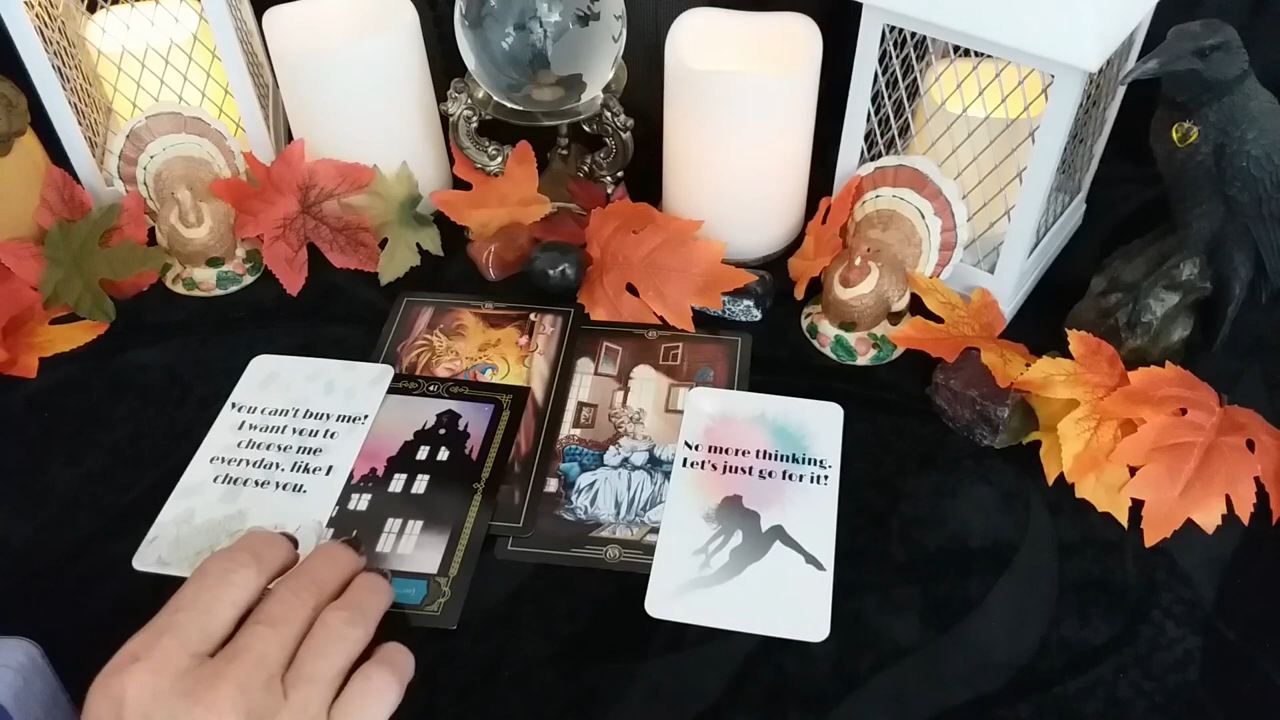 You can't buy me!
I want you to
choose me
everyday, like I
choose you.
41
No more thinking.
Let's just go for it!